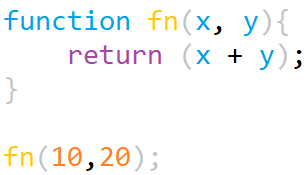 function fn(x, y){
    return (x + y);
}

fn(10,20);